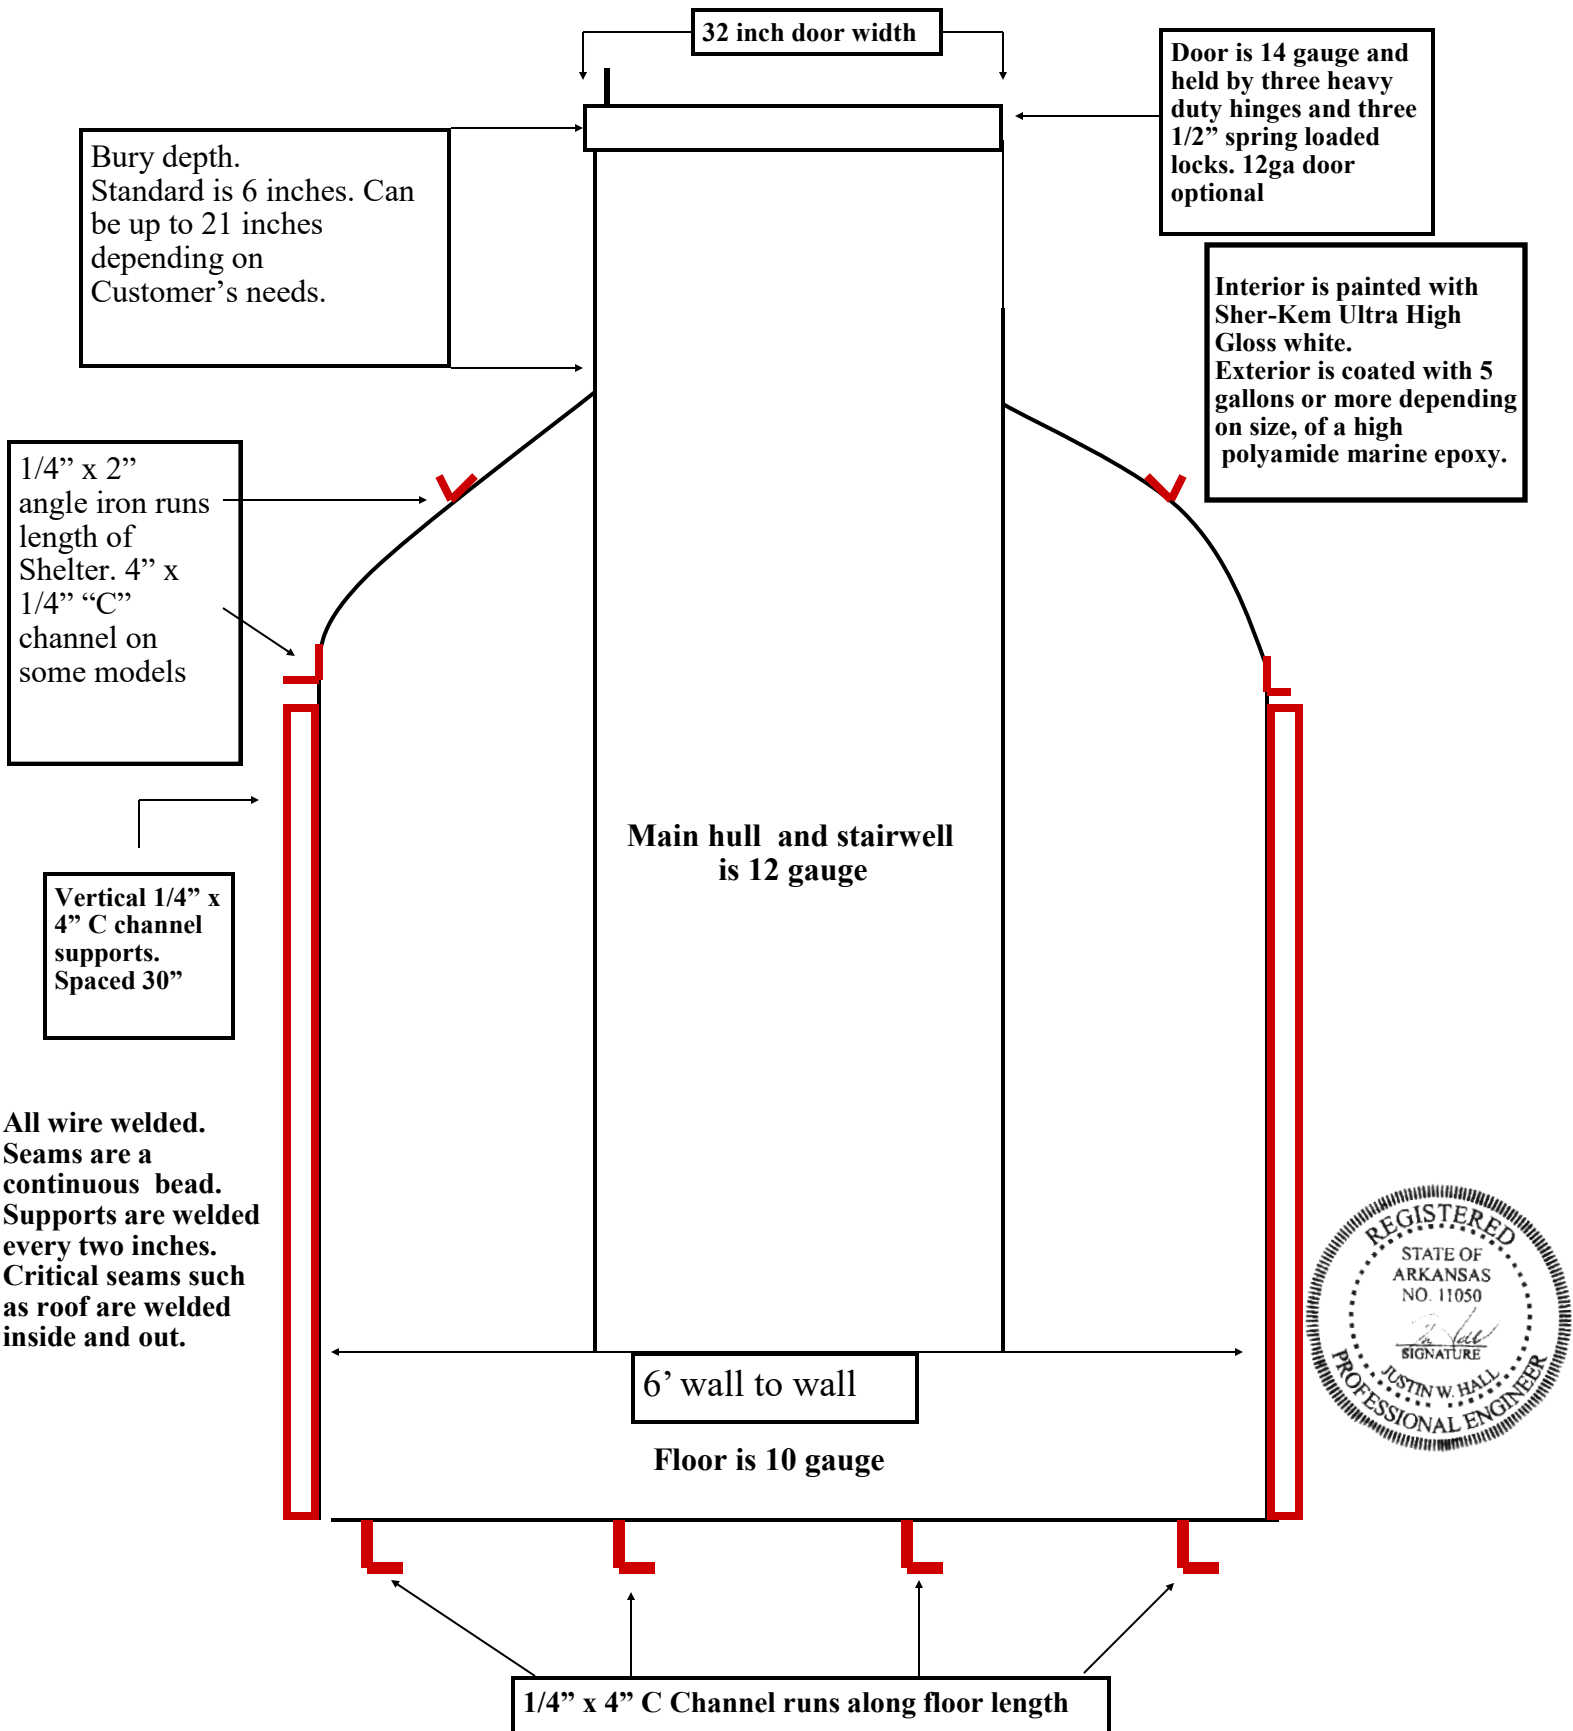 32 inch door width
Door is 14 gauge and
held by three heavy
duty hinges and three
1/2” spring loaded
locks. 12ga door
optional
Bury depth.
Standard is 6 inches. Can
be up to 21 inches
depending on
Customer’s needs.
Interior is painted with
Sher-Kem Ultra High
Gloss white.
Exterior is coated with 5
gallons or more depending
on size, of a high
polyamide marine epoxy.
1/4” x 2”
angle iron runs
length of
Shelter. 4” x
1/4” “C”
channel on
some models
Main hull and stairwell
is 12 gauge
Vertical 1/4” x
4” C channel
supports.
Spaced 30”
All wire welded.
Seams are a
continuous bead.
Supports are welded
every two inches.
Critical seams such
as roof are welded
inside and out.
REGISTERED
STATE OF
ARKANSAS
NO. 11050
SIGNATURE
JUSTIN W. HALL
PROFESSIONAL ENGINEER
6’ wall to wall
Floor is 10 gauge
1/4” x 4” C Channel runs along floor length